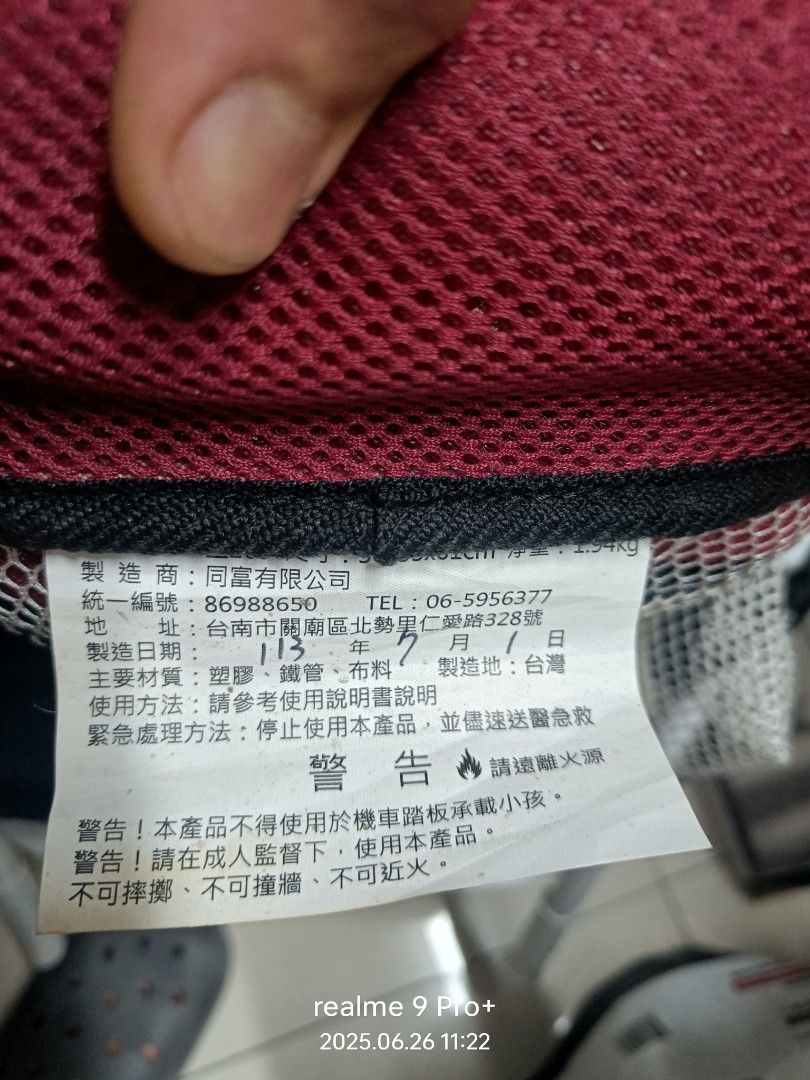 1.94kg
製造商：同富有限公司
統一編號：86988650 TEL：06-5956377
地 址：台南市關廟區北勢里仁愛路328號
製造日期： 113 年 7 月 1 日
主要材質：塑膠、鐵管、布料 製造地：台灣
使用方法：請參考使用說明書說明
緊急處理方法：停止使用本產品，並儘速送醫急救
警 告 請遠離火源
警告！本產品不得使用於機車踏板承載小孩。
警告！請在成人監督下，使用本產品。
不可摔擲、不可撞牆、不可近火。
realme 9 Pro+
2025.06.26 11:22